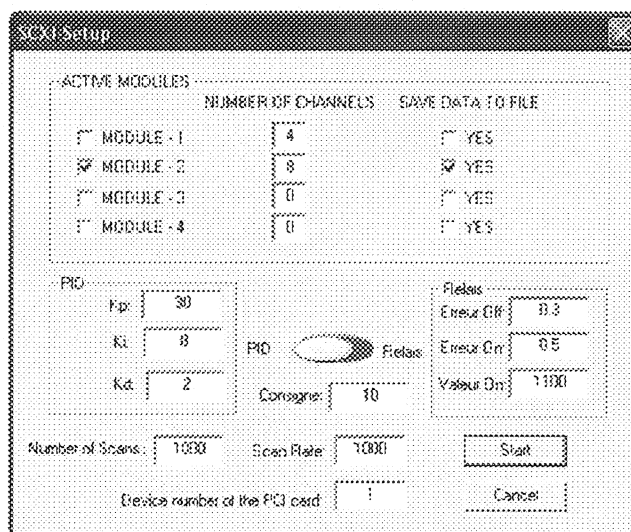 SCXI Setup
ACTIVE MODULES
NUMBER OF CHANNELS SAVE DATA TO FILE
MODULE - 1 4 YES
MODULE - 2 8 YES
MODULE - 3 0 YES
MODULE - 4 0 YES
PID
Kp: 30
Ki: 8
Kd: 2
PID Relais
Consigne: 10
Relais
Erreur Off: 0.3
Erreur On: 0.5
Valeur On: 1100
Number of Scans: 1000 Scan Rate: 1000 Start
Device number of the PCI card: 1 Cancel